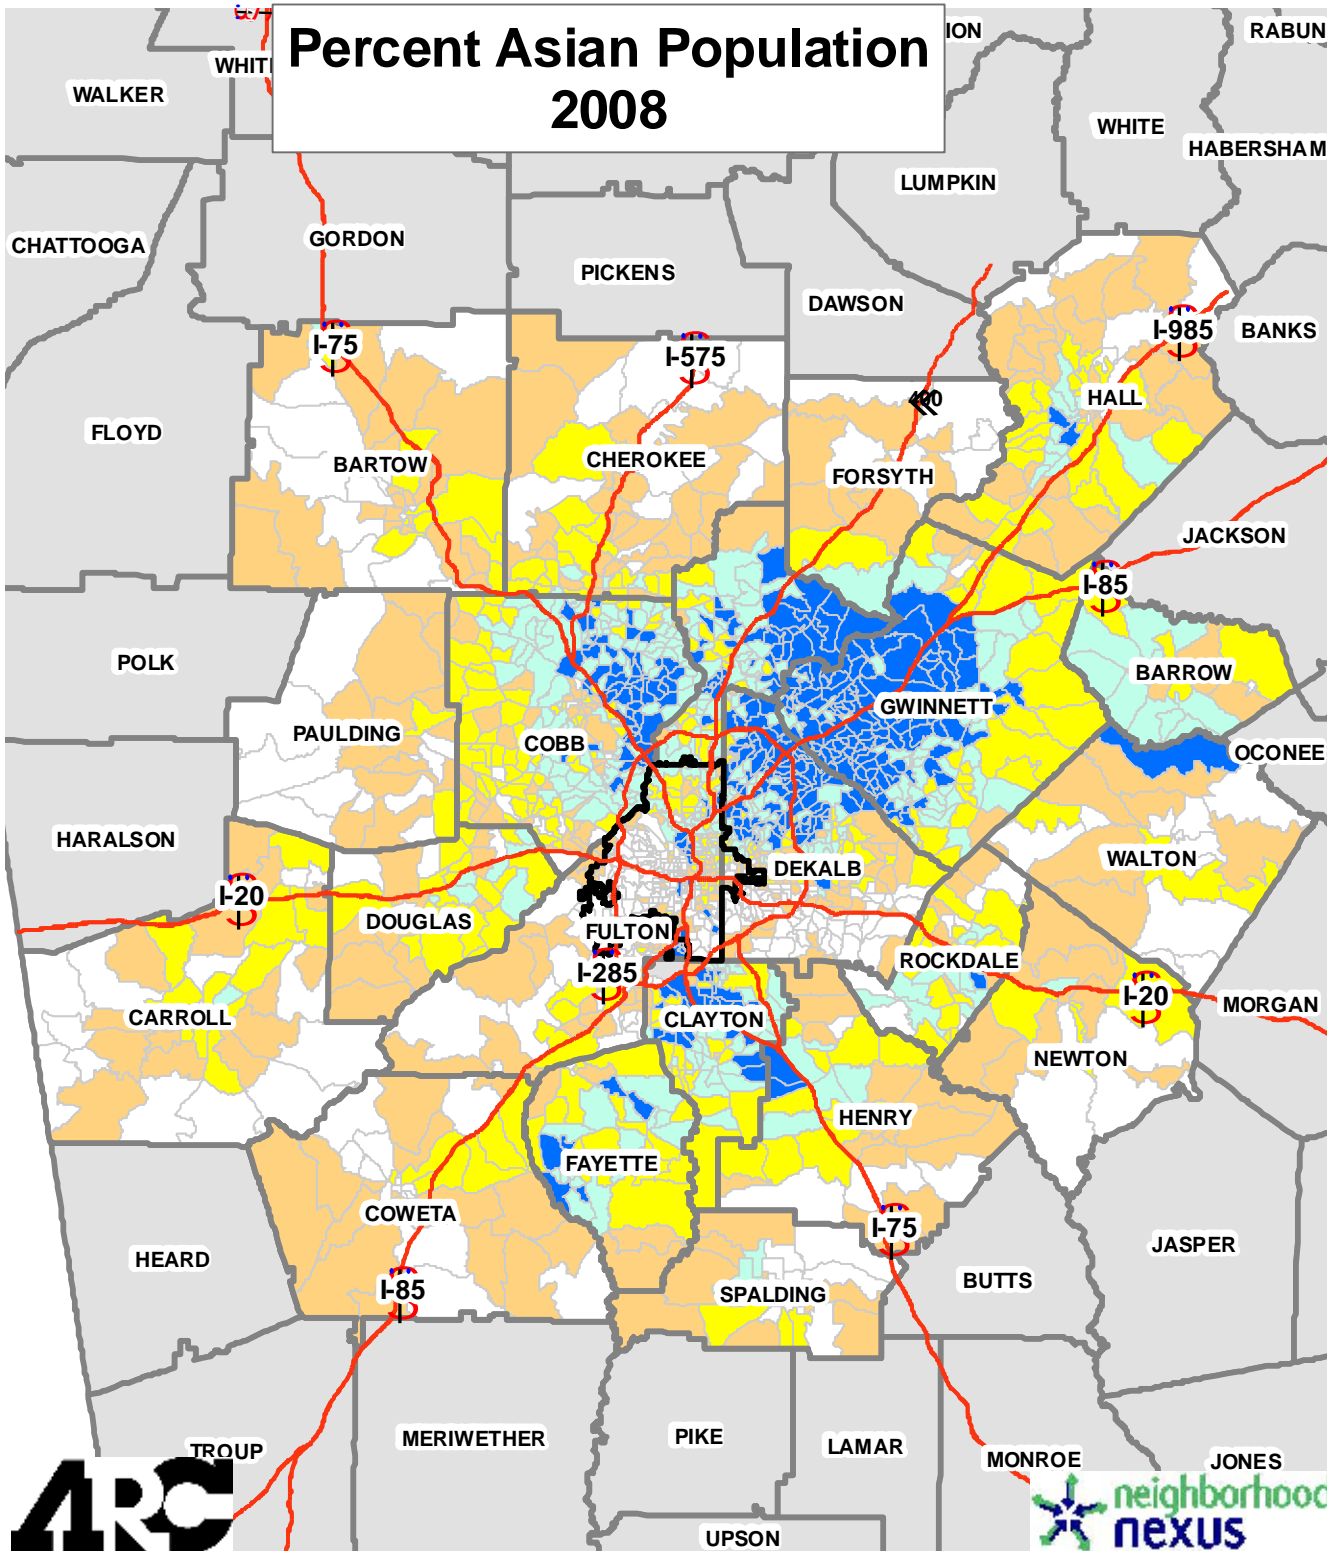 Percent Asian Population
2008
ION
RABUN
WHIT
WALKER
WHITE
HABERSHAM
LUMPKIN
CHATTOOGA
GORDON
PICKENS
DAWSON
I-75
I-575
I-985
BANKS
400
HALL
FLOYD
BARTOW
CHEROKEE
FORSYTH
JACKSON
I-85
POLK
BARROW
GWINNETT
PAULDING
COBB
OCONEE
HARALSON
WALTON
DEKALB
I-20
DOUGLAS
FULTON
ROCKDALE
I-285
I-20
MORGAN
CARROLL
CLAYTON
NEWTON
HENRY
FAYETTE
COWETA
I-75
JASPER
HEARD
BUTTS
I-85
SPALDING
MERIWETHER
PIKE
LAMAR
TROUP
MONROE
JONES
ARC
neighborhood
nexus
UPSON